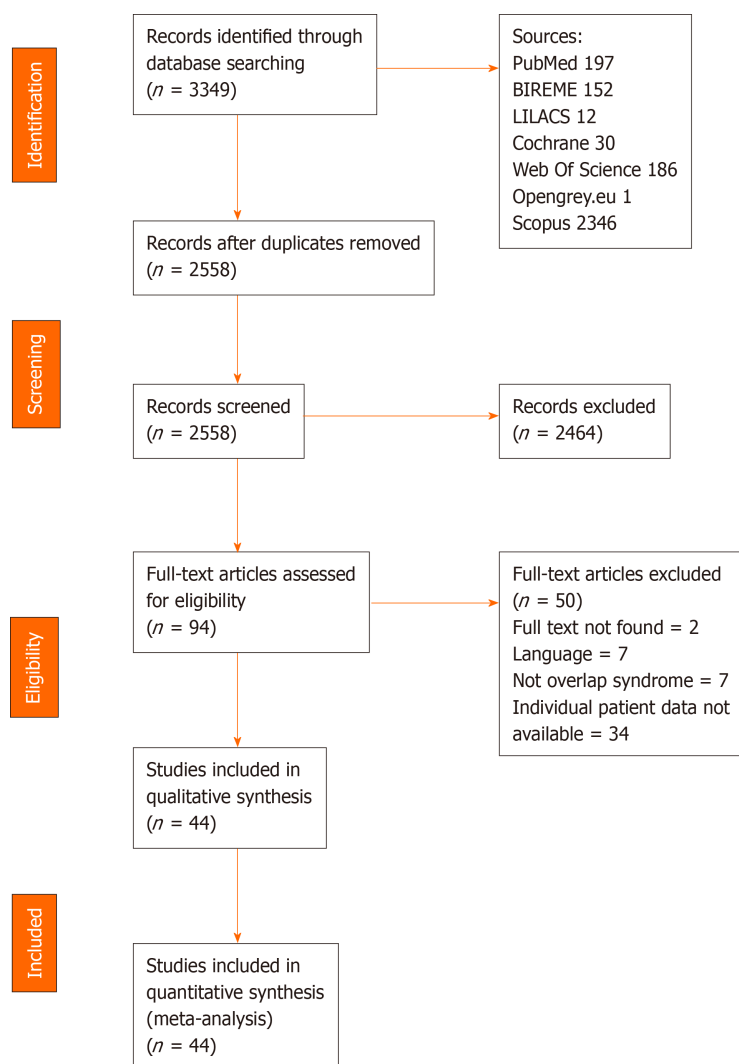 Identification
Records identified through
database searching
(n = 3349)
Sources:
PubMed 197
BIREME 152
LILACS 12
Cochrane 30
Web Of Science 186
Opengrey.eu 1
Scopus 2346
Records after duplicates removed
(n = 2558)
Screening
Records screened
(n = 2558)
Records excluded
(n = 2464)
Eligibility
Full-text articles assessed
for eligibility
(n = 94)
Full-text articles excluded
(n = 50)
Full text not found = 2
Language = 7
Not overlap syndrome = 7
Individual patient data not
available = 34
Studies included in
qualitative synthesis
(n = 44)
Included
Studies included in
quantitative synthesis
(meta-analysis)
(n = 44)